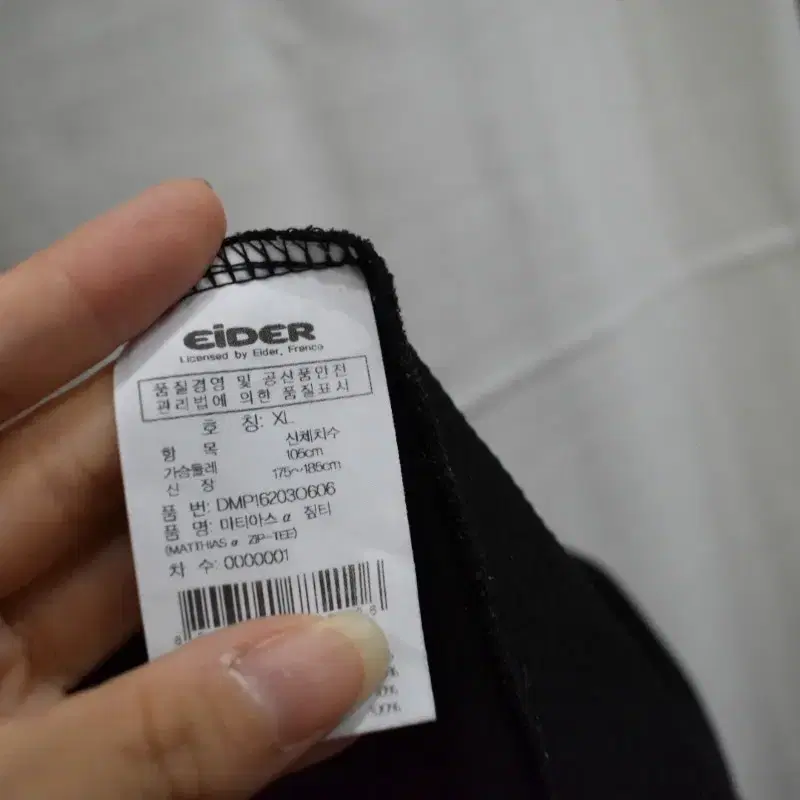 EiDER
Licensed by Eider, France
품질경영 및 공산품안전
관리법에 의한 품질표시
호 칭: XL
항 목 신체치수
가슴둘레 105cm
신 장 175~185cm
품 번: DMP16203O606
품 명: 마티아스 α 짚티
(MATTHIAS α ZIP-TEE)
차 수: 0000001